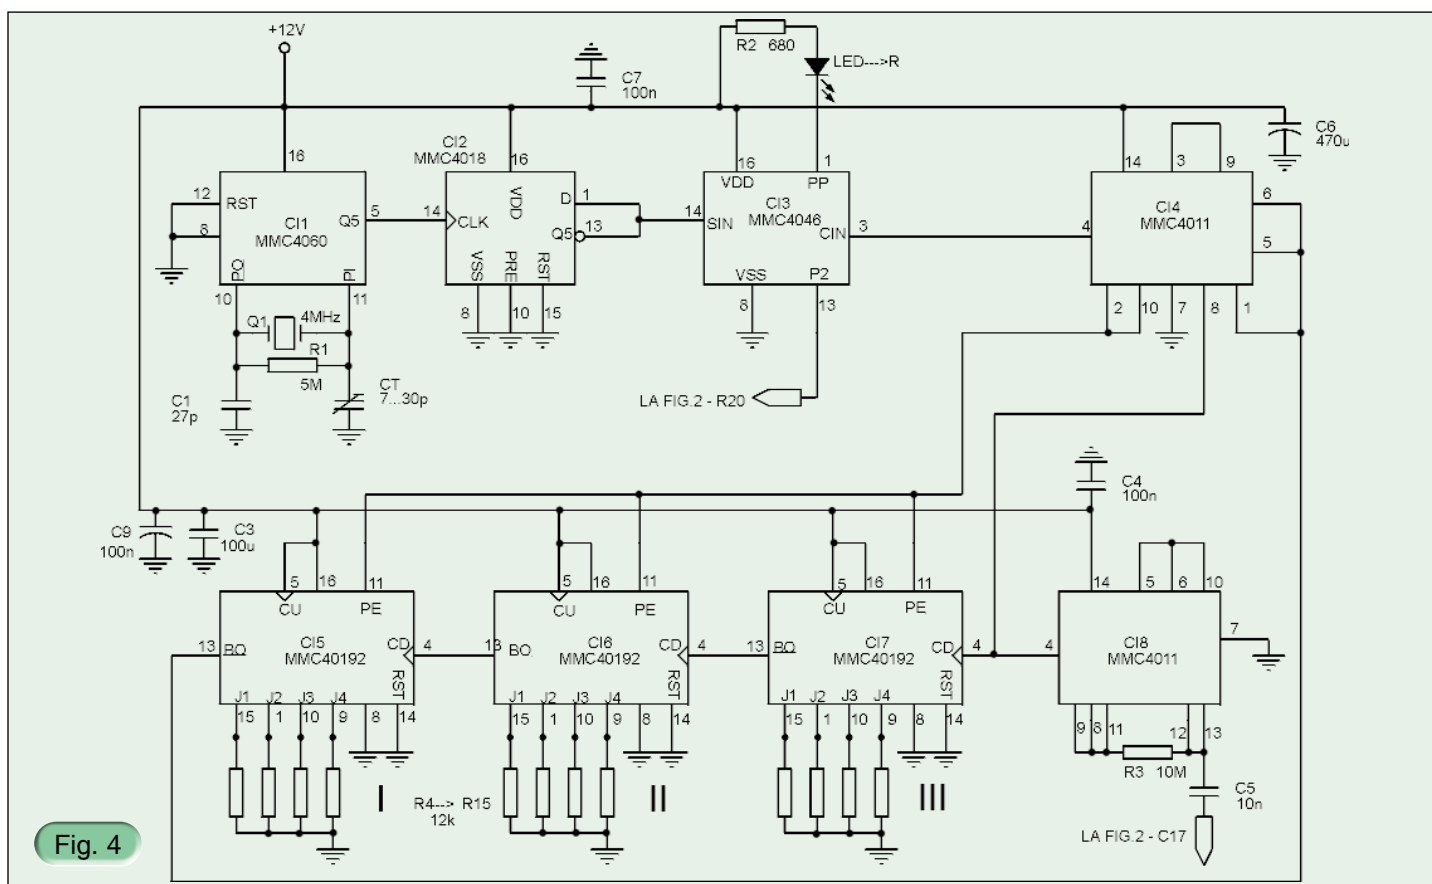 +12V
R2 680
LED--->R
C7
100n
C6
470u
CI2
MMC4018
16
16
16
1
14
3
9
12
RST
8
CI1
MMC4060
Q5
5
14
CLK
VDD
D
1
Q5
13
VSS
PRE
RST
8
10
15
VDD
PP
14
SIN
CI3
MMC4046
CIN
3
VSS
P2
8
13
4
CI4
MMC4011
6
5
2
10
7
8
1
PO
PI
10
11
Q1
4MHz
R1
5M
C1
27p
CT
7...30p
LA FIG.2 - R20
C4
100n
C9
100n
C3
100u
5
16
11
CU
PE
13
BO
CI5
MMC40192
CD
4
RST
J1
J2
J3
J4
15
1
10
9
8
14
5
16
11
CU
PE
13
BO
CI6
MMC40192
CD
4
RST
J1
J2
J3
J4
15
1
10
9
8
14
5
16
11
CU
PE
13
BO
CI7
MMC40192
CD
4
RST
J1
J2
J3
J4
15
1
10
9
8
14
14
5
6
10
4
CI8
MMC4011
7
9
8
11
12
13
R3 10M
C5
10n
I
R4--> R15
12k
II
III
LA FIG.2 - C17
Fig. 4